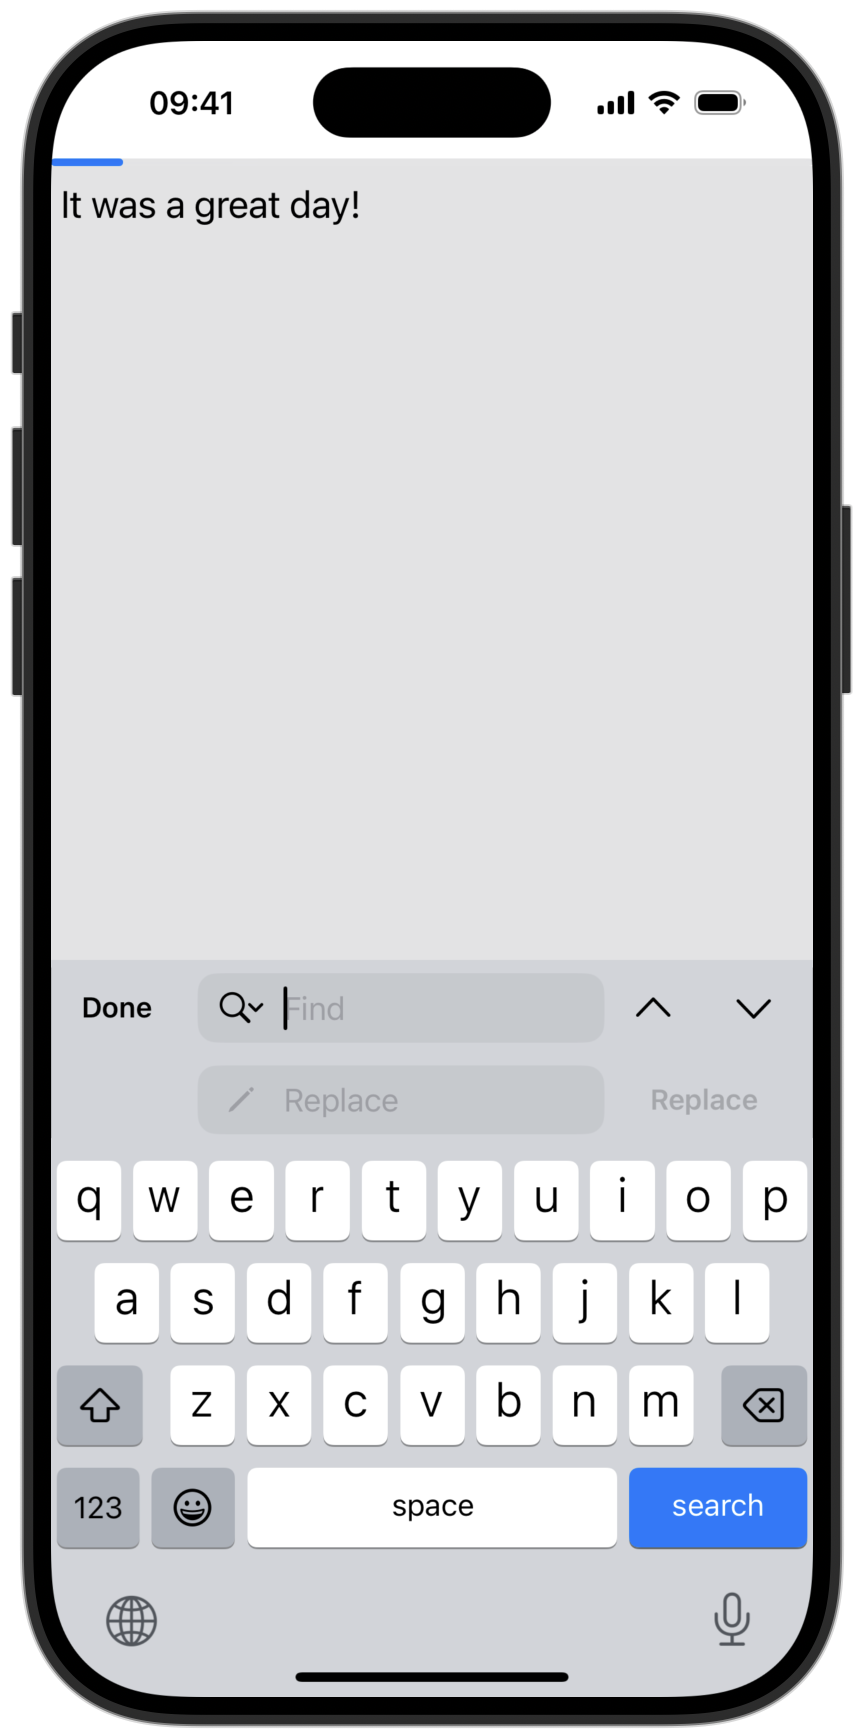 09:41
It was a great day!
Done Find
Replace Replace
q w e r t y u i o p
a s d f g h j k l
z x c v b n m
123 space search